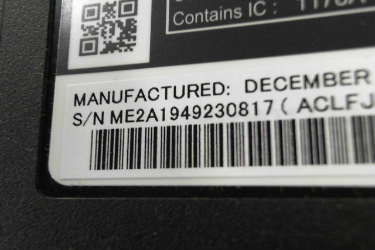 Contains IC :
MANUFACTURED: DECEMBER
S/N ME2A1949230817 ( ACLFJ